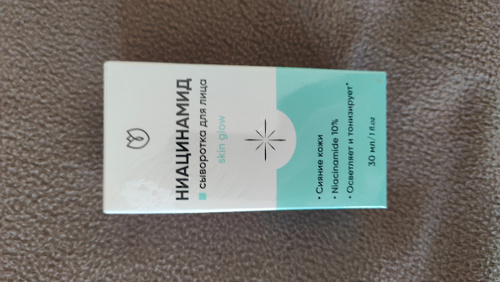 НИАЦИНАМИД
сыворотка для лица
skin glow
• Сияние кожи
• Niacinamide 10%
• Осветляет и тонизирует*
30 мл/1 fl.oz